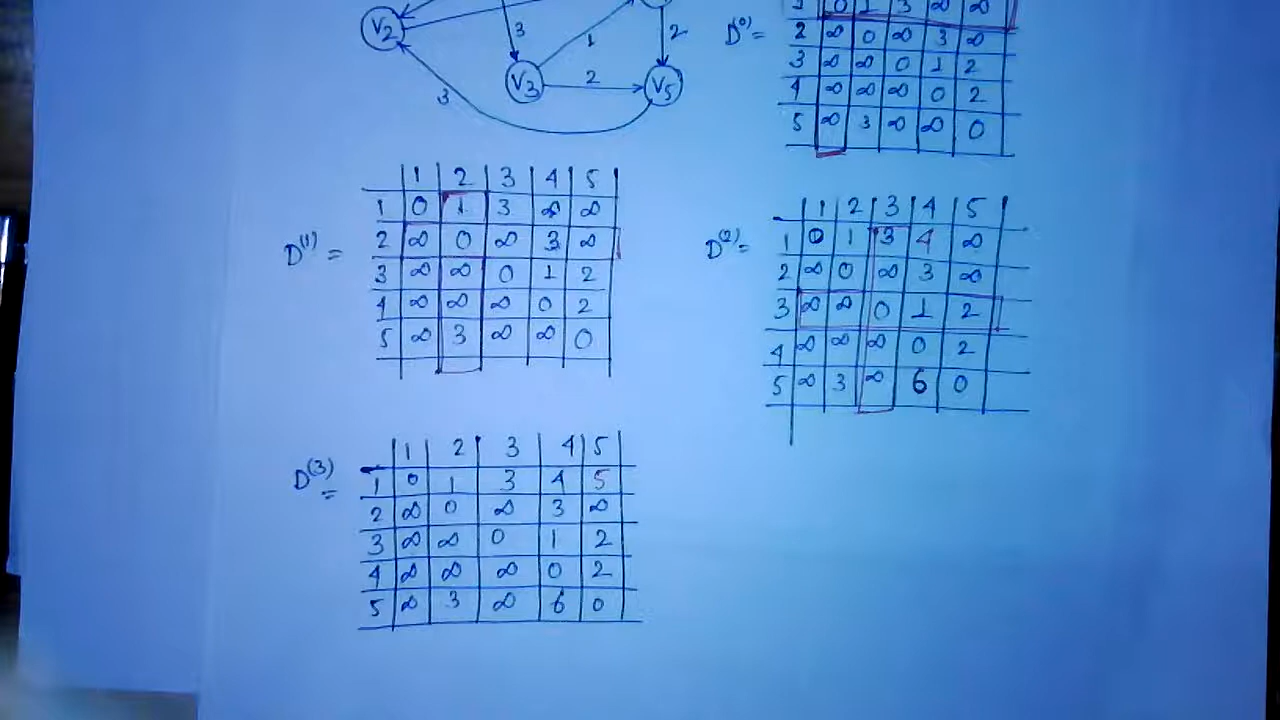 V2
3
1
2
V3
2
V5
3
D(0)=
0 1 3 ∞ ∞
2 ∞ 0 ∞ 3 ∞
3 ∞ ∞ 0 1 2
4 ∞ ∞ ∞ 0 2
5 ∞ 3 ∞ ∞ 0
1 2 3 4 5
1 0 1 3 ∞ ∞
D(1) =
2 ∞ 0 ∞ 3 ∞
3 ∞ ∞ 0 1 2
4 ∞ ∞ ∞ 0 2
5 ∞ 3 ∞ ∞ 0
1 2 3 4 5
1 0 1 3 4 ∞
D(2)=
2 ∞ 0 ∞ 3 ∞
3 ∞ ∞ 0 1 2
4 ∞ ∞ ∞ 0 2
5 ∞ 3 ∞ 6 0
1 2 3 4 5
D(3) =
1 0 1 3 4 5
2 ∞ 0 ∞ 3 ∞
3 ∞ ∞ 0 1 2
4 ∞ ∞ ∞ 0 2
5 ∞ 3 ∞ 6 0